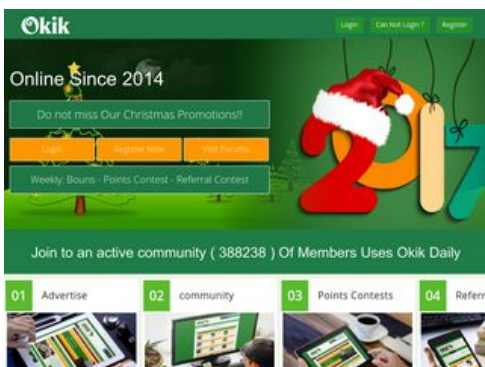 Okik
Login
Can Not Login ?
Register
Online Since 2014
Do not miss Our Christmas Promotions!!
Login
Register Now
Visit Forums
Weekly: Bouns - Points Contest - Referral Contest
2017
Join to an active community ( 388238 ) Of Members Uses Okik Daily
01 Advertise
02 community
03 Points Contests
04 Referr